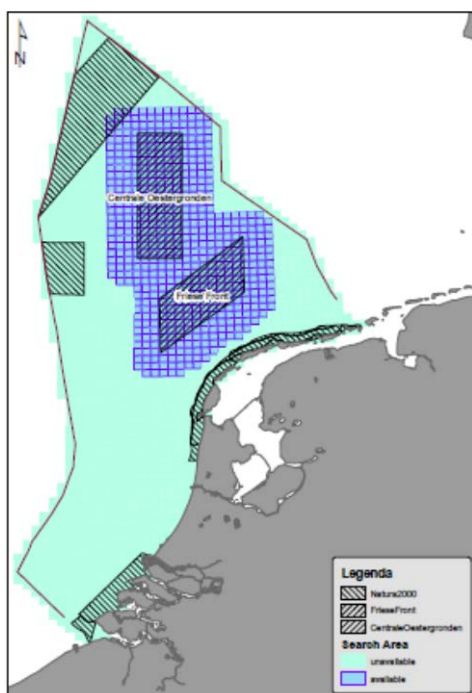 N
Centrale Oestergronden
Friese Front
Legenda
Natura2000
FrieseFront
CentraleOestergronden
Search Area
unavailable
available